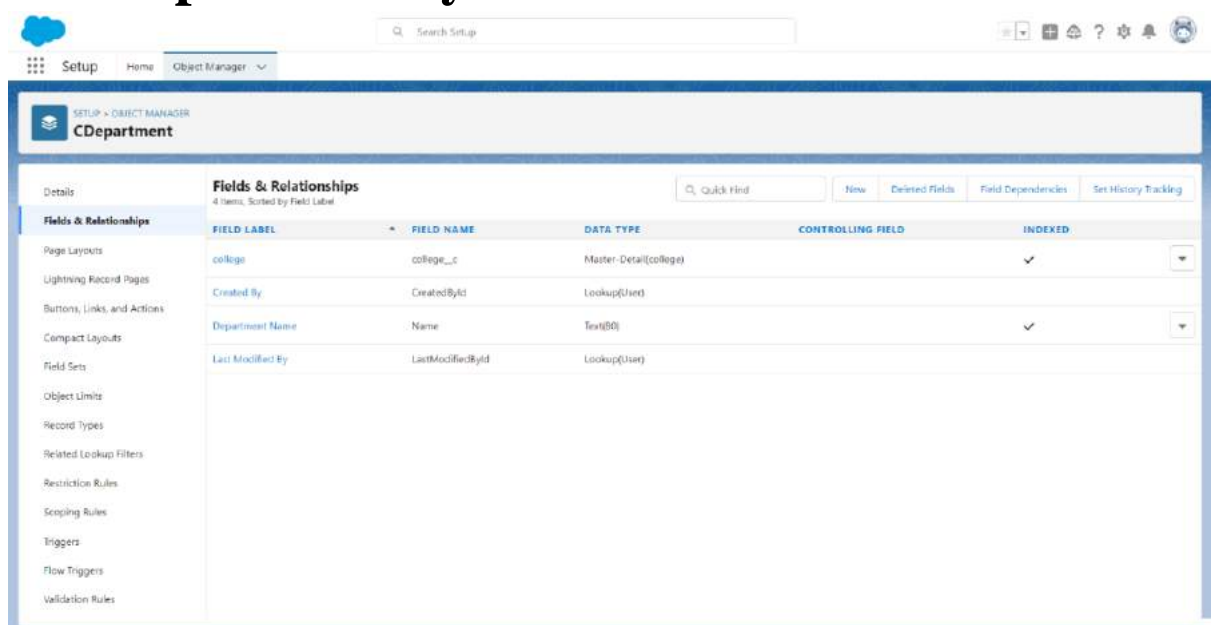 Search Setup
Setup Home Object Manager
SETUP > OBJECT MANAGER
CDepartment
Details
Fields & Relationships
Page Layouts
Lightning Record Pages
Buttons, Links, and Actions
Compact Layouts
Field Sets
Object Limits
Record Types
Related Lookup Filters
Restriction Rules
Scoping Rules
Triggers
Flow Triggers
Validation Rules
Fields & Relationships
4 Items, Sorted by Field Label
Quick Find New Deleted Fields Field Dependencies Set History Tracking
FIELD LABEL FIELD NAME DATA TYPE CONTROLLING FIELD INDEXED
college college__c Master-Detail(college)
Created By CreatedById Lookup(User)
Department Name Name Text(80)
Last Modified By LastModifiedById Lookup(User)